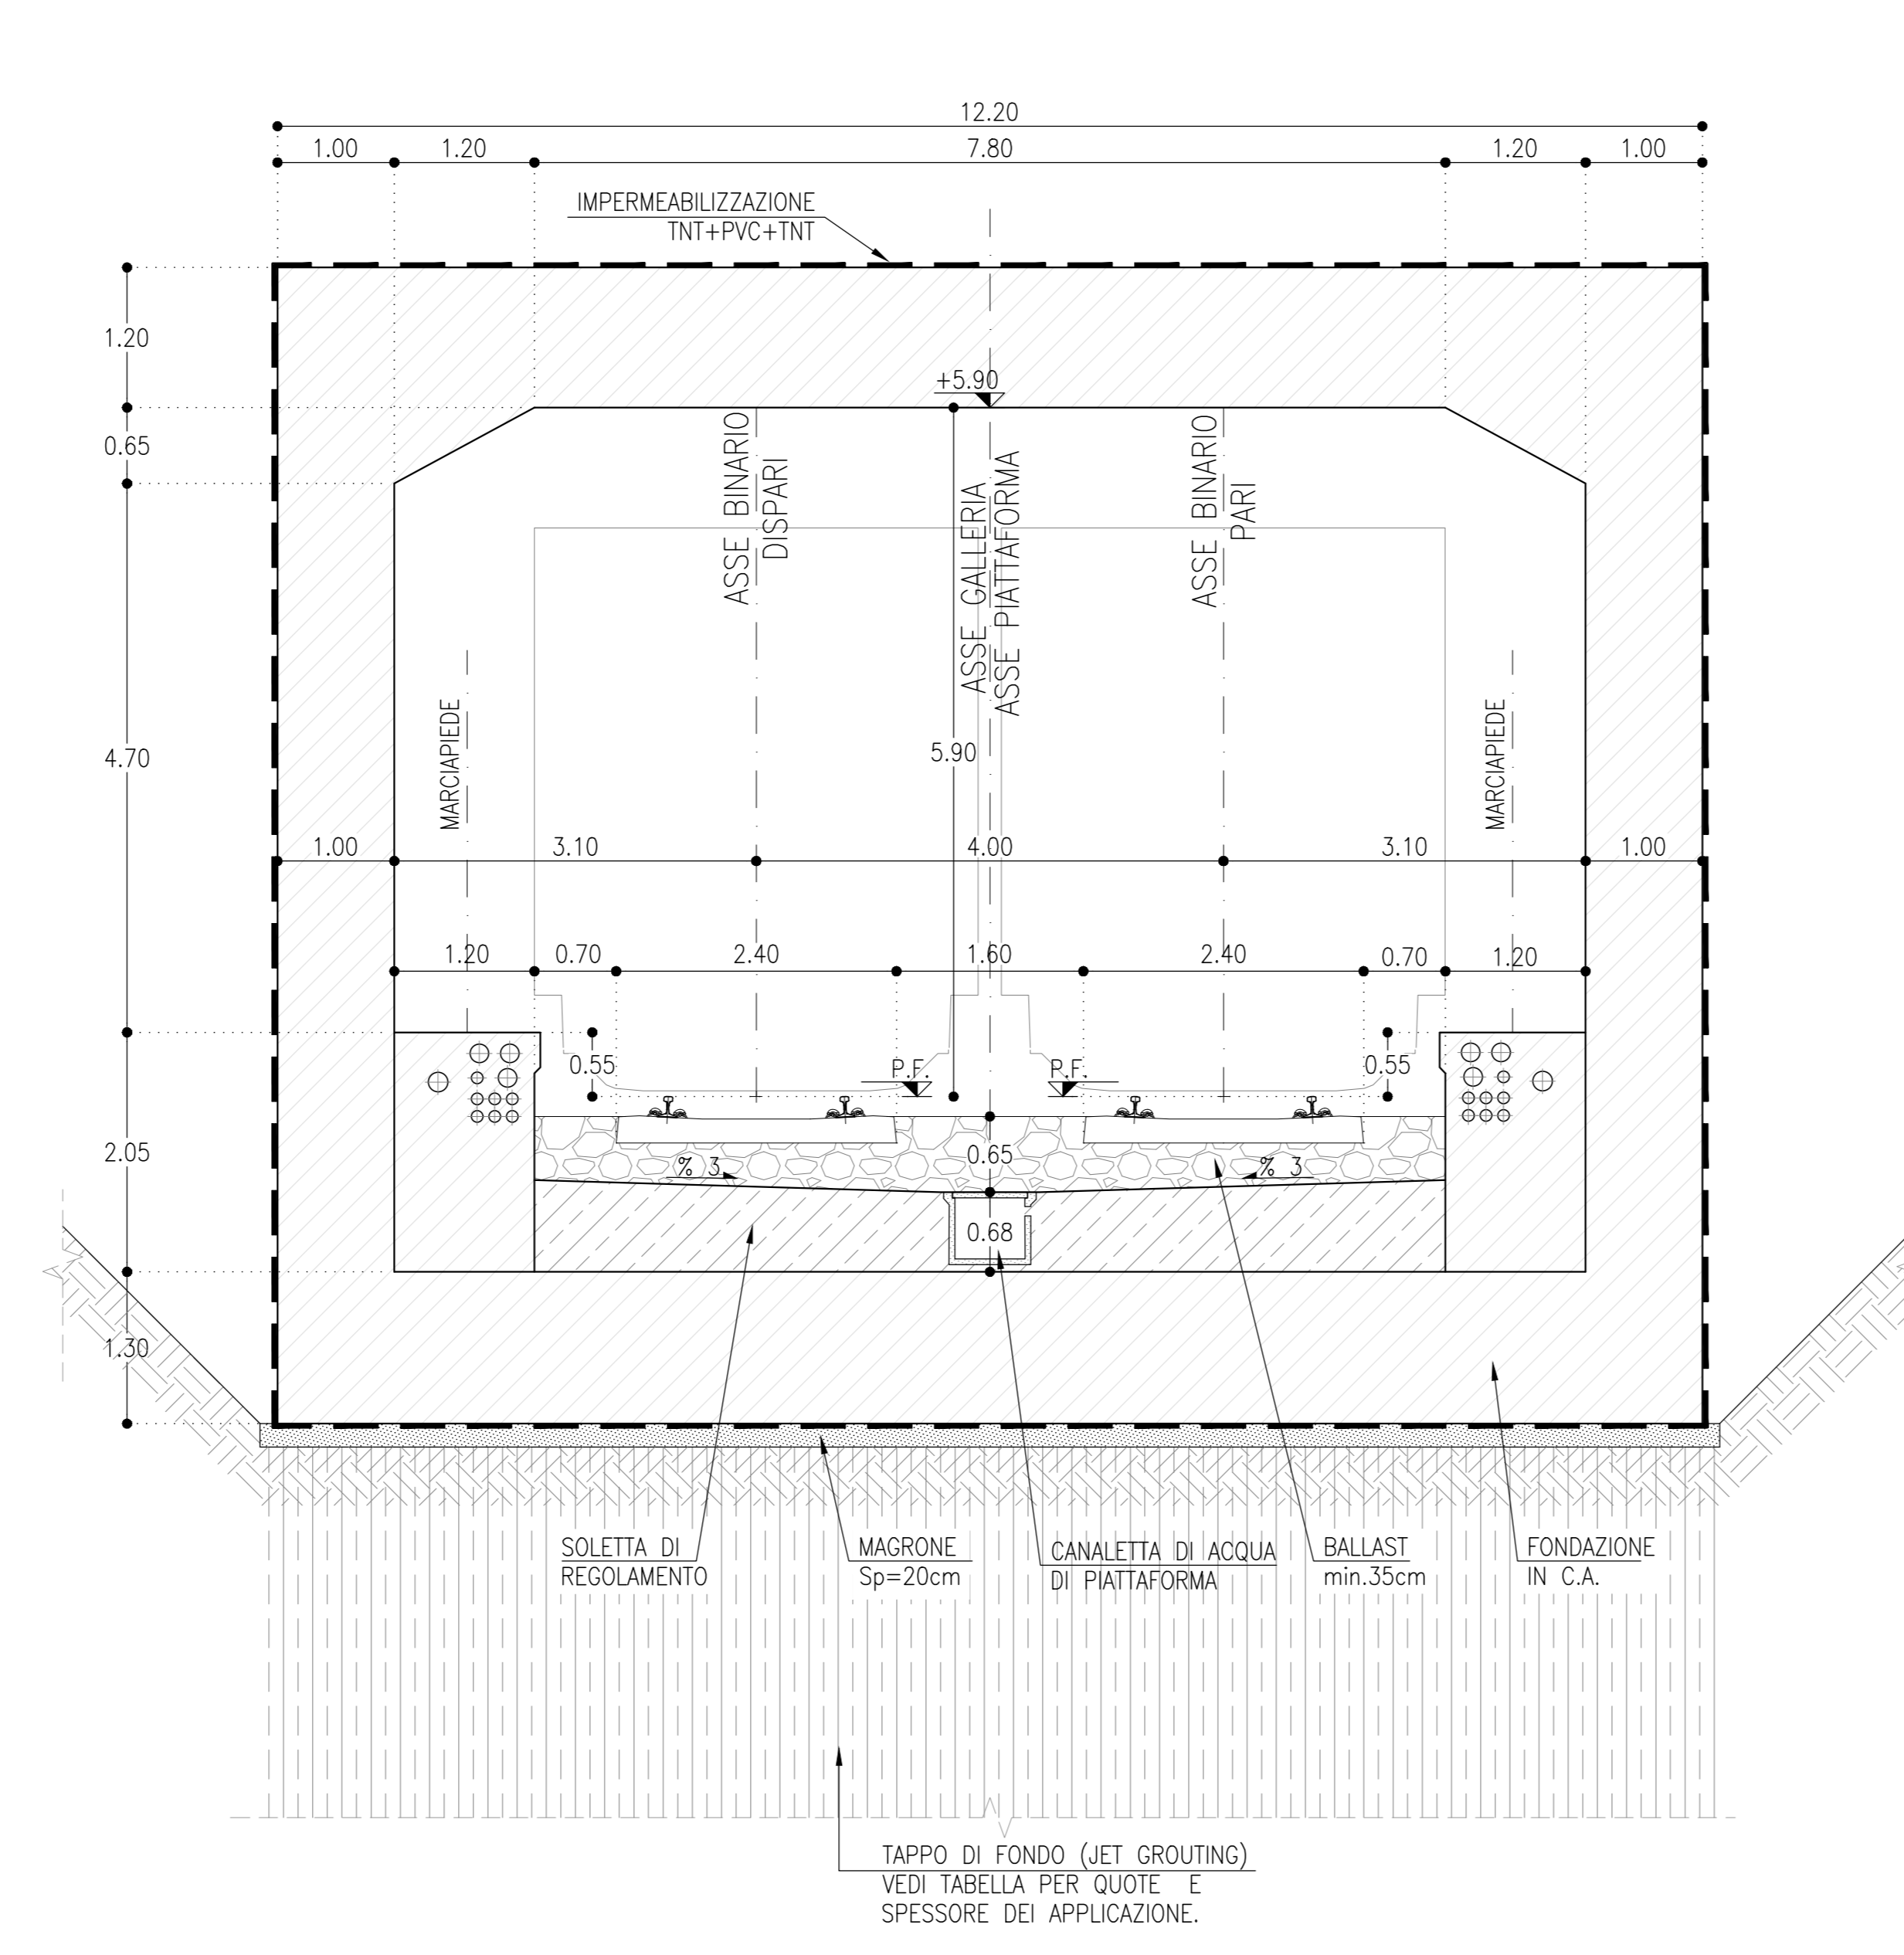 12.20
1.00
1.20
7.80
1.20
1.00
IMPERMEABILIZZAZIONE
TNT+PVC+TNT
1.20
+5.90
0.65
ASSE BINARIO
DISPARI
ASSE GALLERIA
ASSE PIATTAFORMA
ASSE BINARIO
PARI
4.70
5.90
MARCIAPIEDE
MARCIAPIEDE
1.00
3.10
4.00
3.10
1.00
1.20
0.70
2.40
1.60
2.40
0.70
1.20
0.55
P.F.
P.F.
0.55
2.05
0.65
% 3
% 3
0.68
1.30
SOLETTA DI
REGOLAMENTO
MAGRONE
Sp=20cm
CANALETTA DI ACQUA
DI PIATTAFORMA
BALLAST
min.35cm
FONDAZIONE
IN C.A.
TAPPO DI FONDO (JET GROUTING)
VEDI TABELLA PER QUOTE E
SPESSORE DEI APPLICAZIONE.